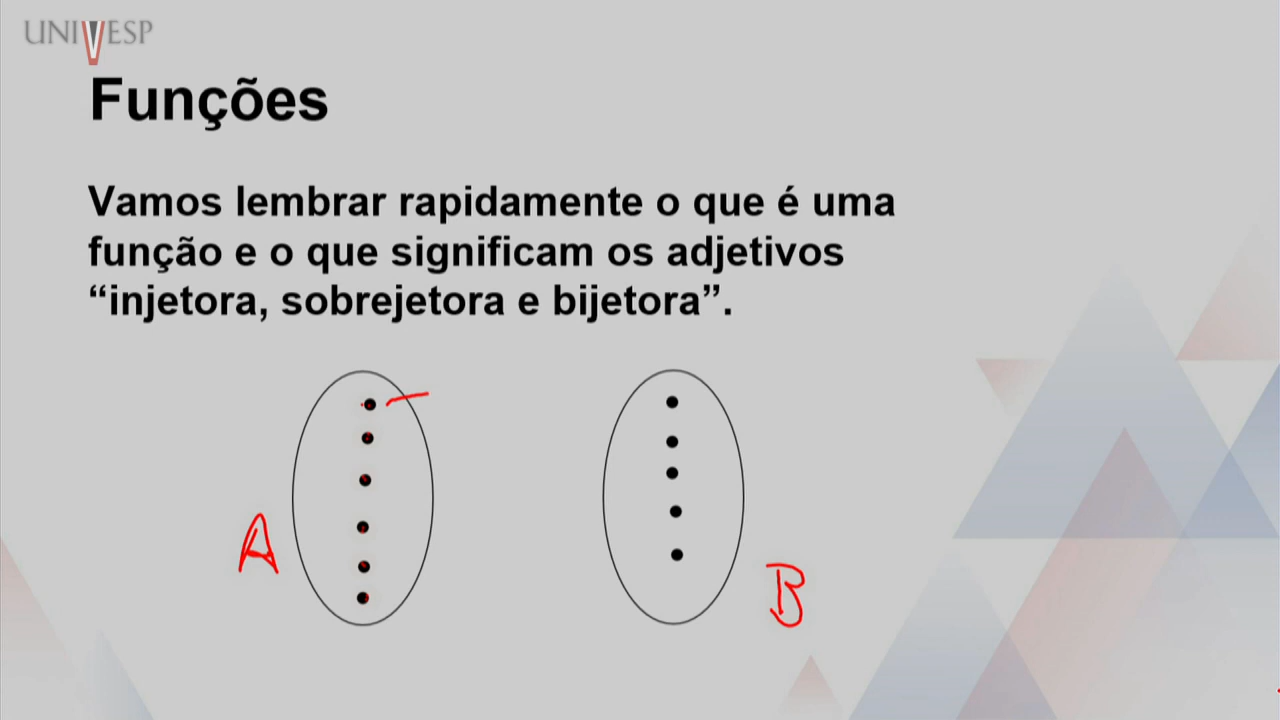 UNIVESP
Funções
Vamos lembrar rapidamente o que é uma
função e o que significam os adjetivos
“injetora, sobrejetora e bijetora”.
A
B